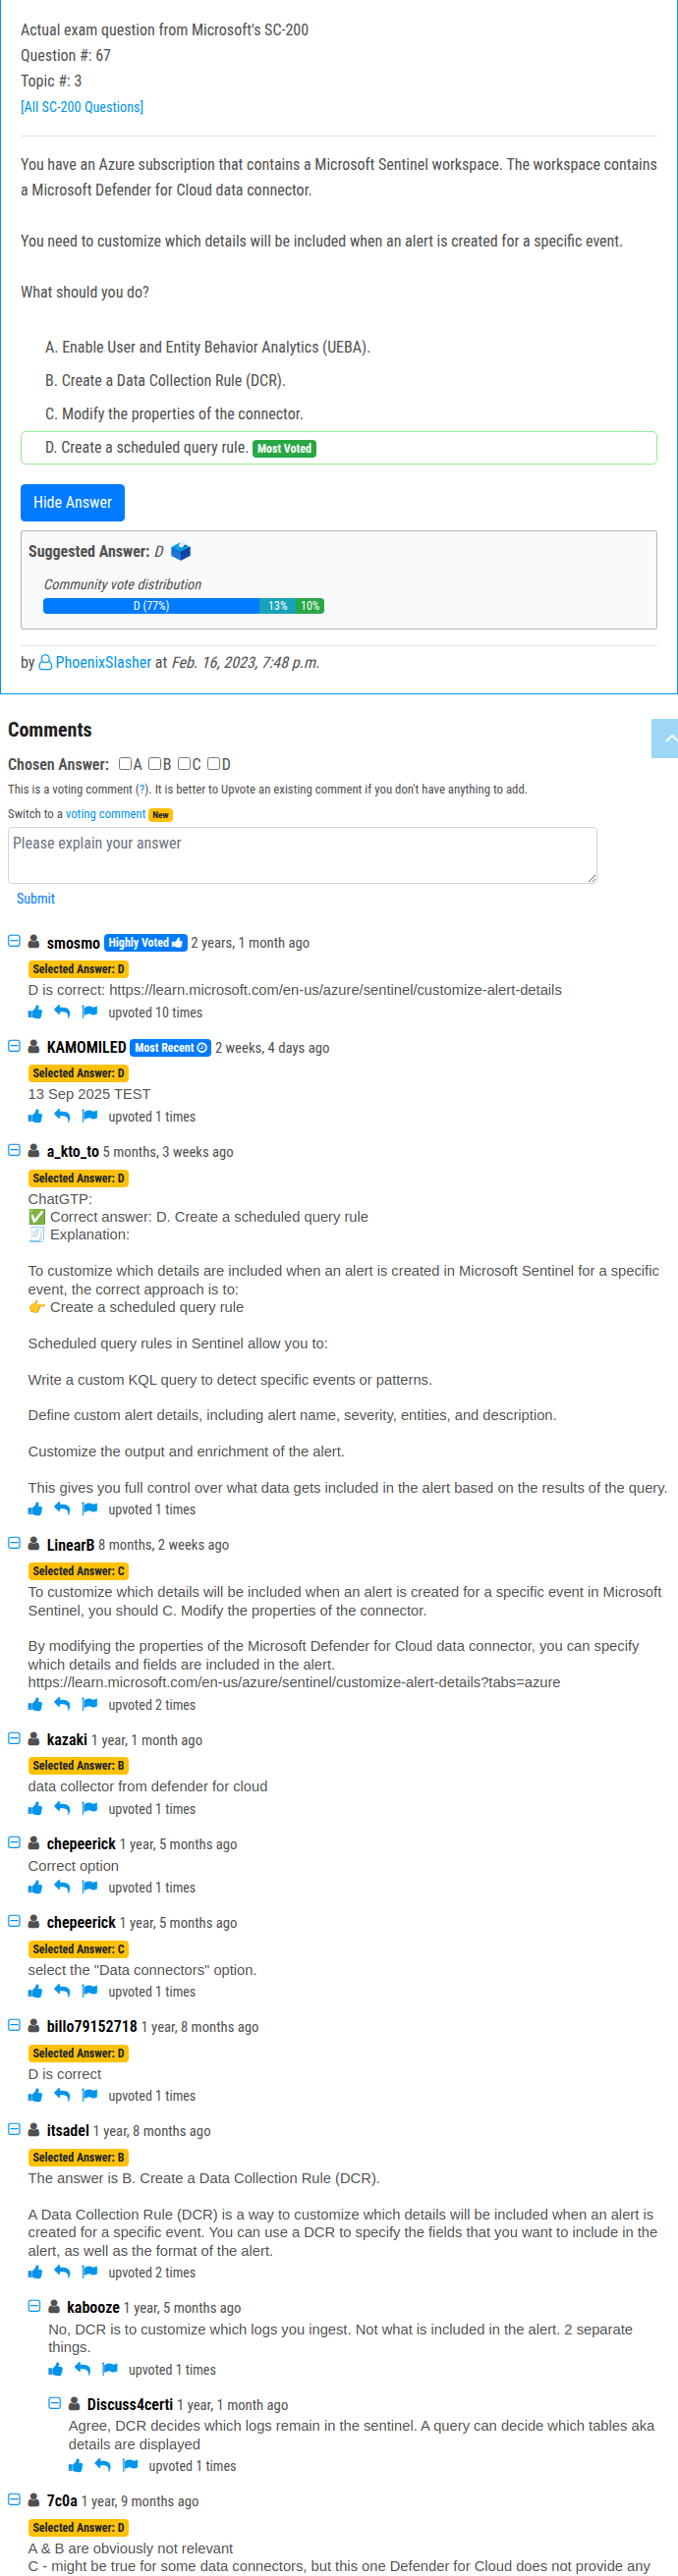 Actual exam question from Microsoft's SC-200
Question #: 67
Topic #: 3
[All SC-200 Questions]
You have an Azure subscription that contains a Microsoft Sentinel workspace. The workspace contains
a Microsoft Defender for Cloud data connector.
You need to customize which details will be included when an alert is created for a specific event.
What should you do?
A. Enable User and Entity Behavior Analytics (UEBA).
B. Create a Data Collection Rule (DCR).
C. Modify the properties of the connector.
D. Create a scheduled query rule. Most Voted
Hide Answer
Suggested Answer: D 🗳️
Community vote distribution
D (77%) 13% 10%
by PhoenixSlasher at Feb. 16, 2023, 7:48 p.m.
Comments
Chosen Answer: A B C D
This is a voting comment (?). It is better to Upvote an existing comment if you don't have anything to add.
Switch to a voting comment New
Please explain your answer
Submit
smosmo Highly Voted 2 years, 1 month ago
Selected Answer: D
D is correct: https://learn.microsoft.com/en-us/azure/sentinel/customize-alert-details
upvoted 10 times
KAMOMILED Most Recent 2 weeks, 4 days ago
Selected Answer: D
13 Sep 2025 TEST
upvoted 1 times
a_kto_to 5 months, 3 weeks ago
Selected Answer: D
ChatGTP:
✅ Correct answer: D. Create a scheduled query rule
🧾 Explanation:
To customize which details are included when an alert is created in Microsoft Sentinel for a specific
event, the correct approach is to:
👉 Create a scheduled query rule
Scheduled query rules in Sentinel allow you to:
Write a custom KQL query to detect specific events or patterns.
Define custom alert details, including alert name, severity, entities, and description.
Customize the output and enrichment of the alert.
This gives you full control over what data gets included in the alert based on the results of the query.
upvoted 1 times
LinearB 8 months, 2 weeks ago
Selected Answer: C
To customize which details will be included when an alert is created for a specific event in Microsoft
Sentinel, you should C. Modify the properties of the connector.
By modifying the properties of the Microsoft Defender for Cloud data connector, you can specify
which details and fields are included in the alert.
https://learn.microsoft.com/en-us/azure/sentinel/customize-alert-details?tabs=azure
upvoted 2 times
kazaki 1 year, 1 month ago
Selected Answer: B
data collector from defender for cloud
upvoted 1 times
chepeerick 1 year, 5 months ago
Correct option
upvoted 1 times
chepeerick 1 year, 5 months ago
Selected Answer: C
select the "Data connectors" option.
upvoted 1 times
billo79152718 1 year, 8 months ago
Selected Answer: D
D is correct
upvoted 1 times
itsadel 1 year, 8 months ago
Selected Answer: B
The answer is B. Create a Data Collection Rule (DCR).
A Data Collection Rule (DCR) is a way to customize which details will be included when an alert is
created for a specific event. You can use a DCR to specify the fields that you want to include in the
alert, as well as the format of the alert.
upvoted 2 times
kabooze 1 year, 5 months ago
No, DCR is to customize which logs you ingest. Not what is included in the alert. 2 separate
things.
upvoted 1 times
Discuss4certi 1 year, 1 month ago
Agree, DCR decides which logs remain in the sentinel. A query can decide which tables aka
details are displayed
upvoted 1 times
7c0a 1 year, 9 months ago
Selected Answer: D
A & B are obviously not relevant
C - might be true for some data connectors, but this one Defender for Cloud does not provide any